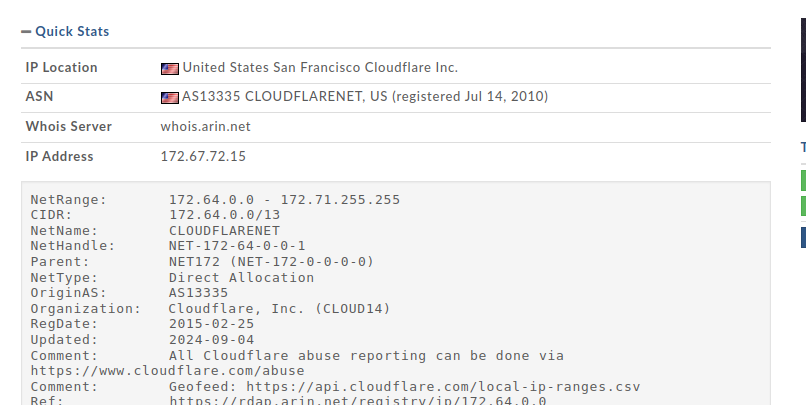 Quick Stats
IP Location United States San Francisco Cloudflare Inc.
ASN AS13335 CLOUDFLARENET, US (registered Jul 14, 2010)
Whois Server whois.arin.net
IP Address 172.67.72.15
NetRange: 172.64.0.0 - 172.71.255.255
CIDR: 172.64.0.0/13
NetName: CLOUDFLARENET
NetHandle: NET-172-64-0-0-1
Parent: NET172 (NET-172-0-0-0-0)
NetType: Direct Allocation
OriginAS: AS13335
Organization: Cloudflare, Inc. (CLOUD14)
RegDate: 2015-02-25
Updated: 2024-09-04
Comment: All Cloudflare abuse reporting can be done via
https://www.cloudflare.com/abuse
Comment: Geofeed: https://api.cloudflare.com/local-ip-ranges.csv
Ref: https://rdap.arin.net/registry/ip/172.64.0.0
T